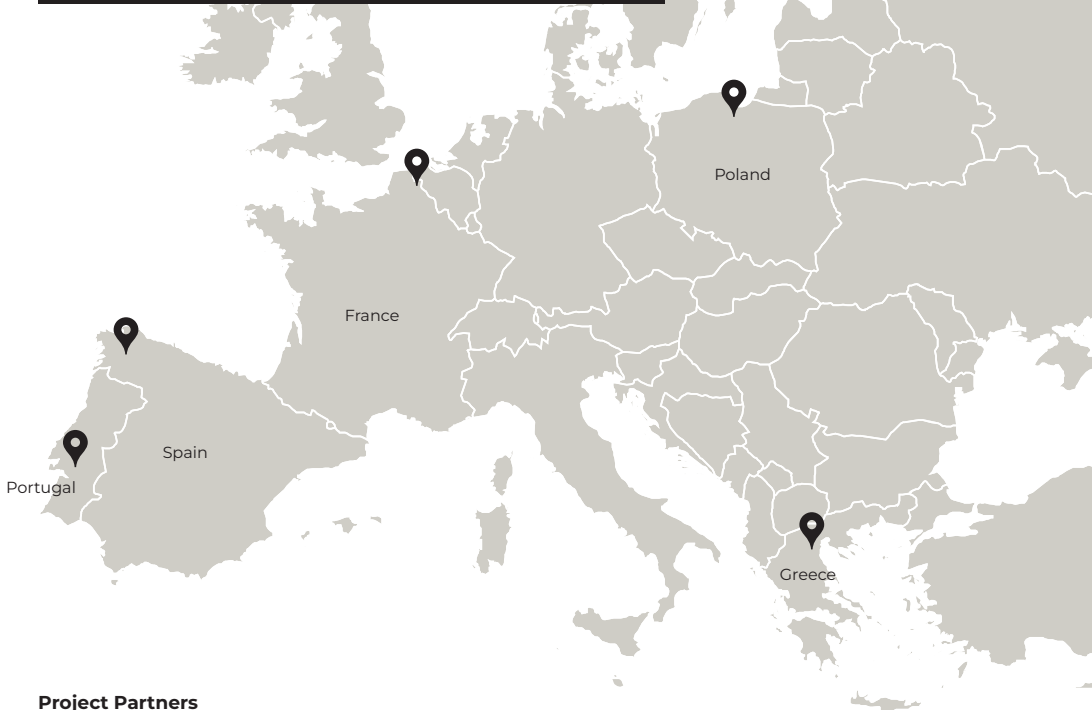 Poland
France
Spain
Portugal
Greece
Project Partners